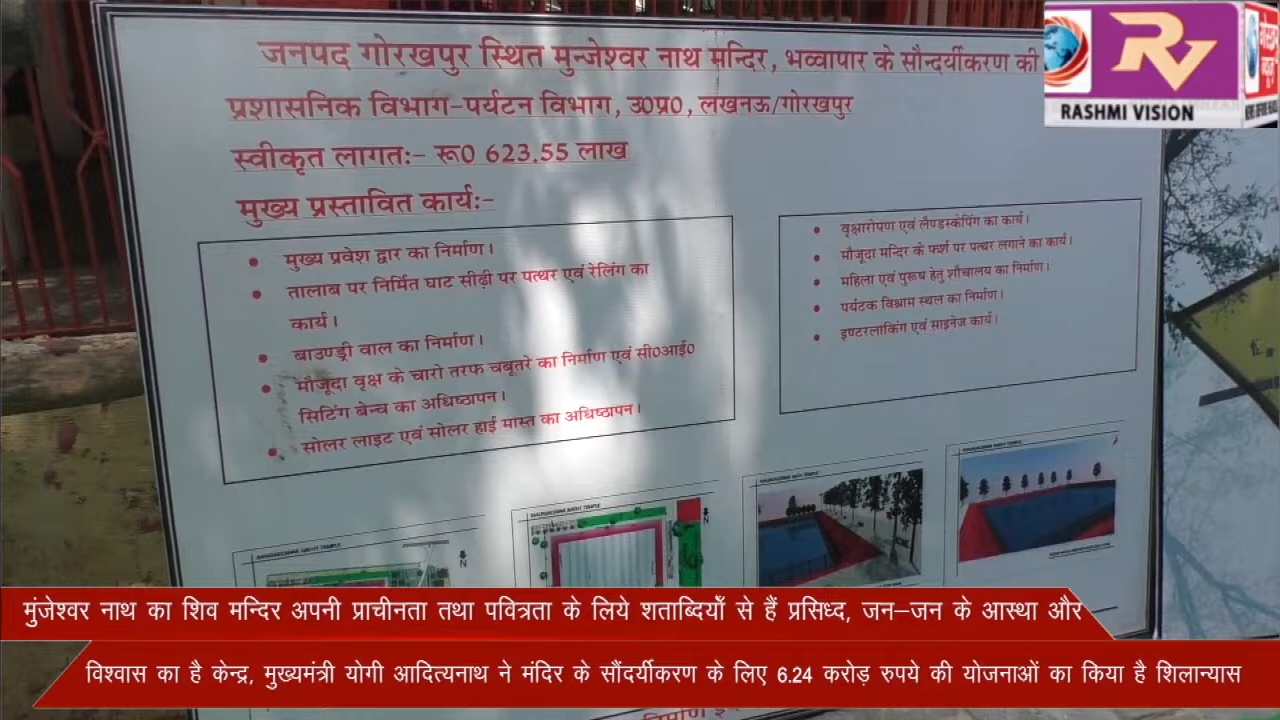 जनपद गोरखपुर स्थित मुन्जेश्वर नाथ मन्दिर, भव्वापार के सौन्दर्यीकरण की
प्रशासनिक विभाग-पर्यटन विभाग, उ0प्र0, लखनऊ/गोरखपुर
स्वीकृत लागतः- रू0 623.55 लाख
मुख्य प्रस्तावित कार्यः-
• मुख्य प्रवेश द्वार का निर्माण।
• तालाब पर निर्मित घाट सीढ़ी पर पत्थर एवं रेलिंग का
कार्य।
• बाउण्ड्री वाल का निर्माण।
• मौजूदा वृक्ष के चारो तरफ चबूतरे का निर्माण एवं सी0आई0
सिटिंग बेन्च का अधिष्ठापन।
• सोलर लाइट एवं सोलर हाई मास्त का अधिष्ठापन।
• वृक्षारोपण एवं लैण्डस्केपिंग का कार्य।
• मौजूदा मन्दिर के फर्श पर पत्थर लगाने का कार्य।
• महिला एवं पुरूष हेतु शौचालय का निर्माण।
• पर्यटक विश्राम स्थल का निर्माण।
• इण्टरलाकिंग एवं साइनेज कार्य।
RV
RASHMI VISION
N
N
मुंजेश्वर नाथ का शिव मन्दिर अपनी प्राचीनता तथा पवित्रता के लिये शताब्दियोँ से हैं प्रसिध्द, जन–जन के आस्था और
विश्वास का है केन्द्र, मुख्यमंत्री योगी आदित्यनाथ ने मंदिर के सौंदर्यीकरण के लिए 6.24 करोड़ रुपये की योजनाओं का किया है शिलान्यास
निर्माण